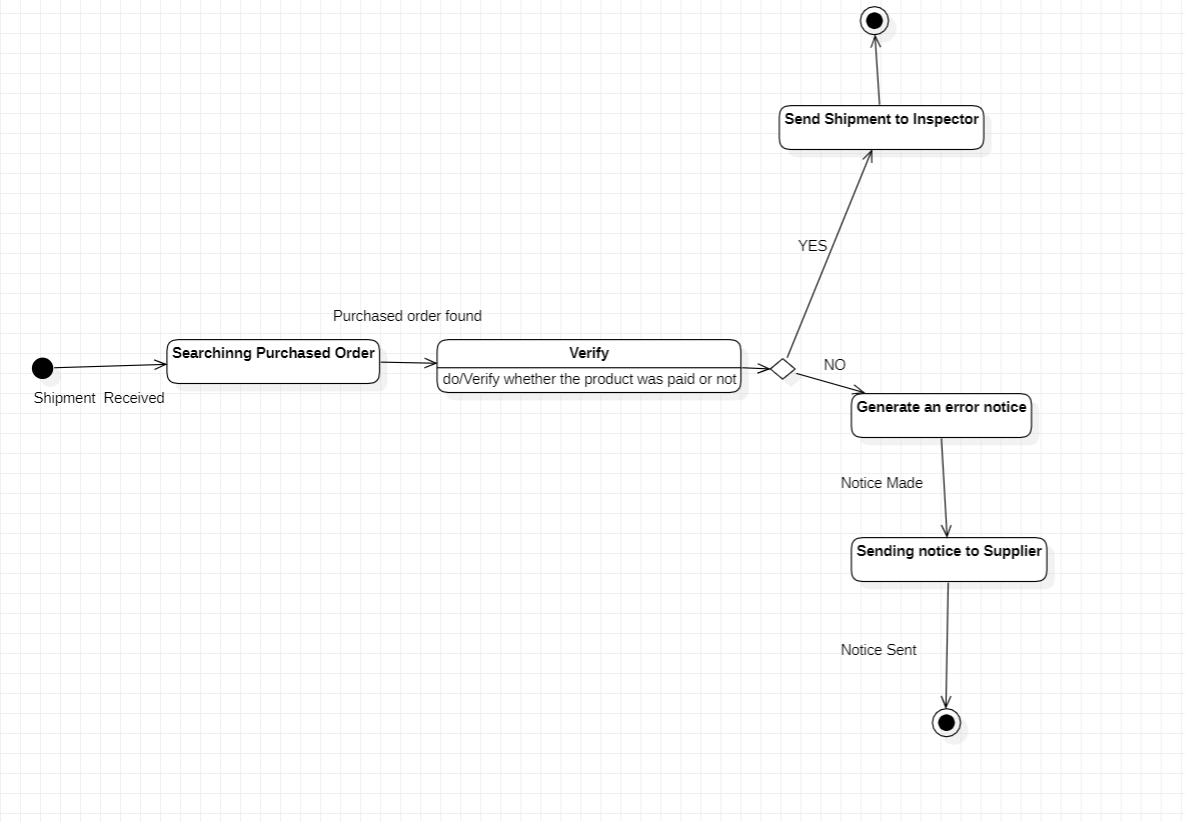 Send Shipment to Inspector
YES
Purchased order found
Searchinng Purchased Order
Verify
do/Verify whether the product was paid or not
NO
Shipment  Received
Generate an error notice
Notice Made
Sending notice to Supplier
Notice Sent